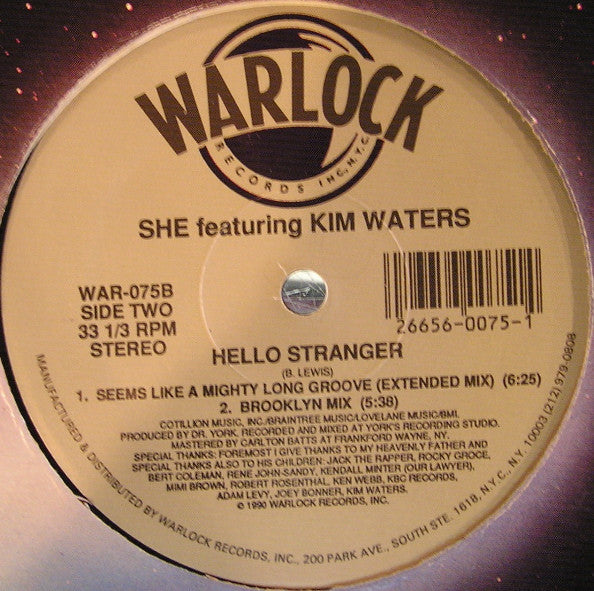 WARLOCK
RECORDS INC, N.Y.C.
SHE featuring KIM WATERS
WAR-075B
SIDE TWO
33 1/3 RPM
STEREO
26656-0075-1
HELLO STRANGER
(B. LEWIS)
1. SEEMS LIKE A MIGHTY LONG GROOVE (EXTENDED MIX) (6:25)
2. BROOKLYN MIX (5:38)
COTILLION MUSIC, INC./BRAINTREE MUSIC/LOVELANE MUSIC/BMI.
PRODUCED BY DR. YORK. RECORDED AND MIXED AT YORK'S RECORDING STUDIO.
MASTERED BY CARLTON BATTS AT FRANKFORD WAYNE, NY.
SPECIAL THANKS: FOREMOST I GIVE THANKS TO MY HEAVENLY FATHER AND
SPECIAL THANKS ALSO TO HIS CHILDREN-JACK THE RAPPER, ROCKY GROCE,
BERT COLEMAN, RENE JOHN-SANDY, KENDALL MINTER (OUR LAWYER),
MIMI BROWN, ROBERT ROSENTHAL, KEN WEBB, KBC RECORDS,
ADAM LEVY, JOEY BONNER, KIM WATERS.
© 1990 WARLOCK RECORDS, INC.
MANUFACTURED & DISTRIBUTED BY WARLOCK RECORDS, INC., 200 PARK AVE., SOUTH STE. 1618, N.Y.C., N.Y. 10003 (212) 979-0808